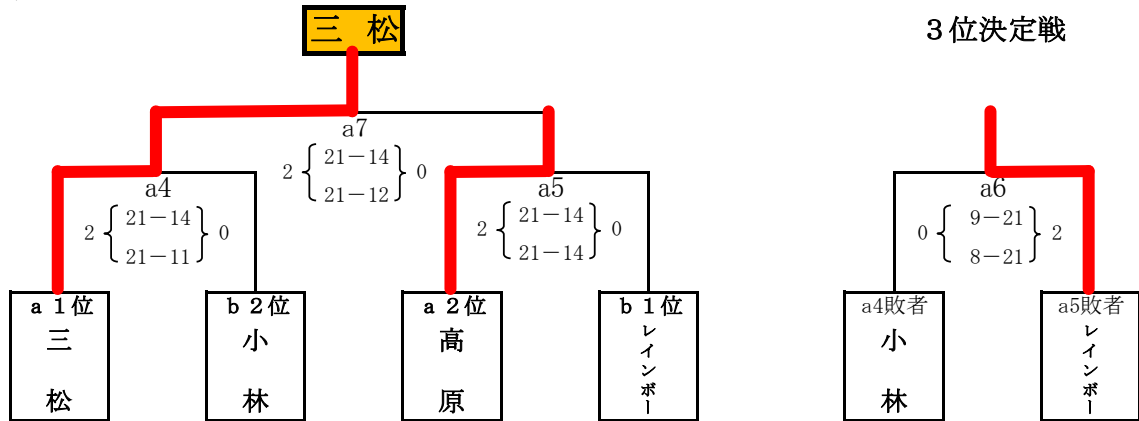 三 松
３位決定戦
a7
2 21－14 0
21－12
a4
2 21－14 0
21－11
a5
2 21－14 0
21－14
a6
0 9－21 2
8－21
a 1位
三松
b 2位
小林
a 2位
高原
b 1位
レインボー
a4敗者
小林
a5敗者
レインボー